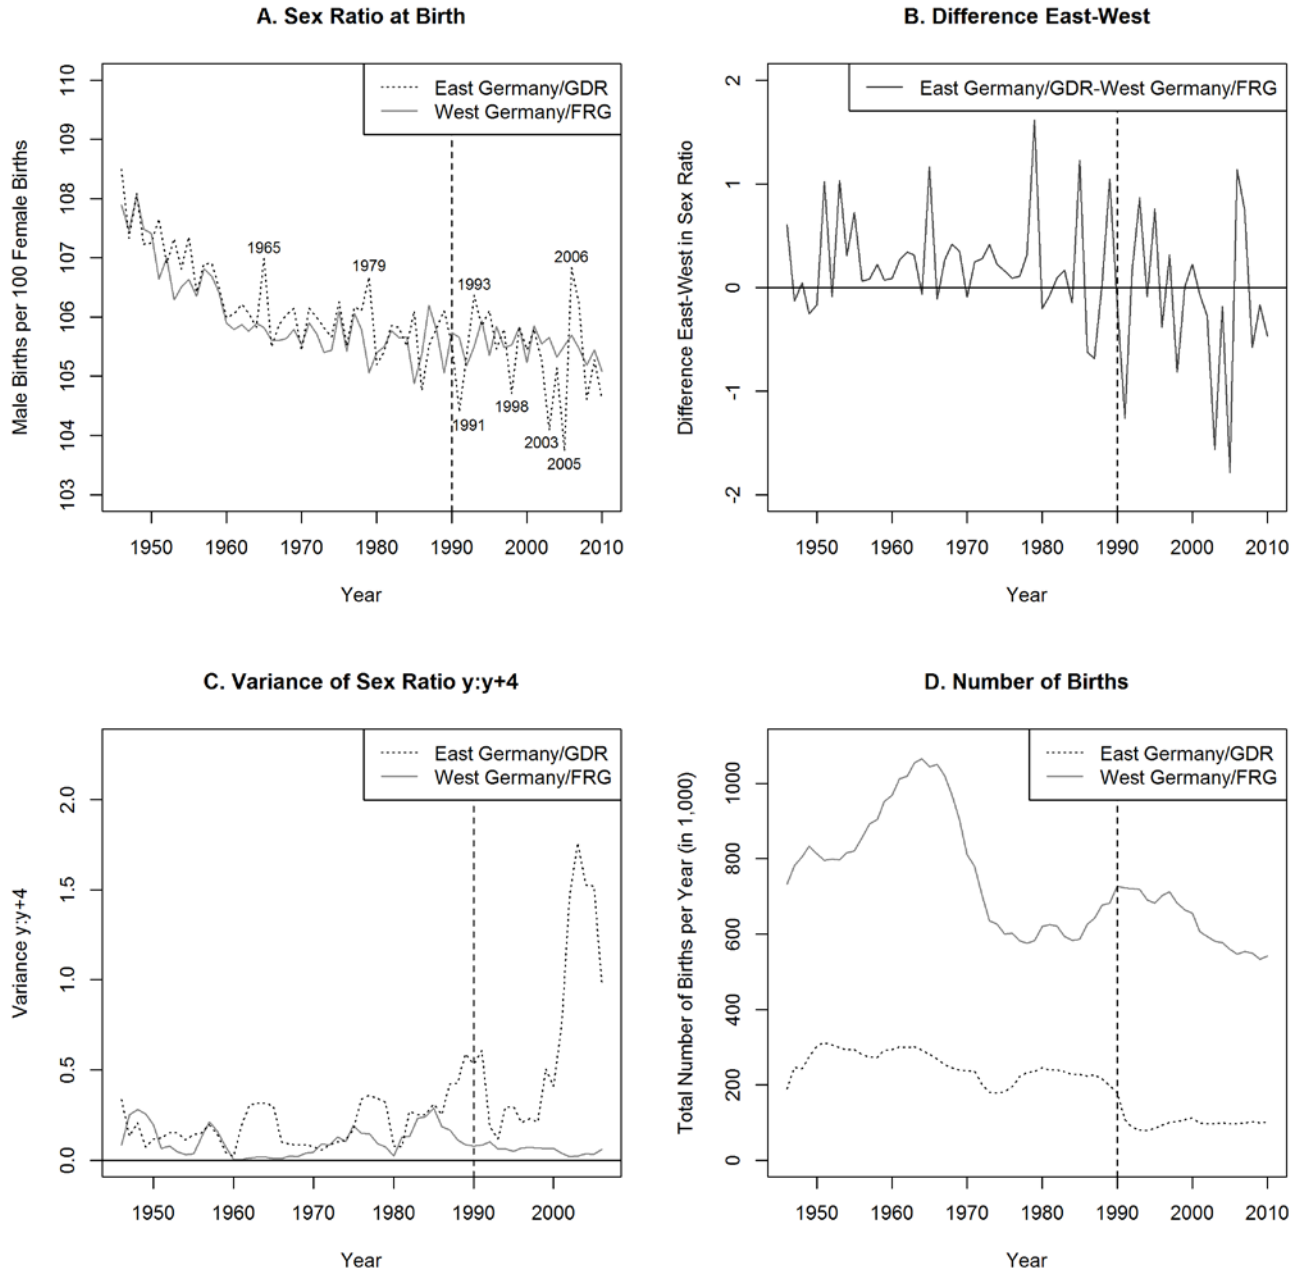 A. Sex Ratio at Birth
East Germany/GDR
West Germany/FRG
Male Births per 100 Female Births
110
109
108
107
106
105
104
103
1965
1979
1993
2006
1991
1998
2003
2005
1950 1960 1970 1980 1990 2000 2010
Year
B. Difference East-West
East Germany/GDR-West Germany/FRG
Difference East-West in Sex Ratio
2
1
0
-1
-2
1950 1960 1970 1980 1990 2000 2010
Year
C. Variance of Sex Ratio y:y+4
East Germany/GDR
West Germany/FRG
Variance y:y+4
2.0
1.5
1.0
0.5
0.0
1950 1960 1970 1980 1990 2000
Year
D. Number of Births
East Germany/GDR
West Germany/FRG
Total Number of Births per Year (in 1,000)
1000
800
600
400
200
0
1950 1960 1970 1980 1990 2000 2010
Year